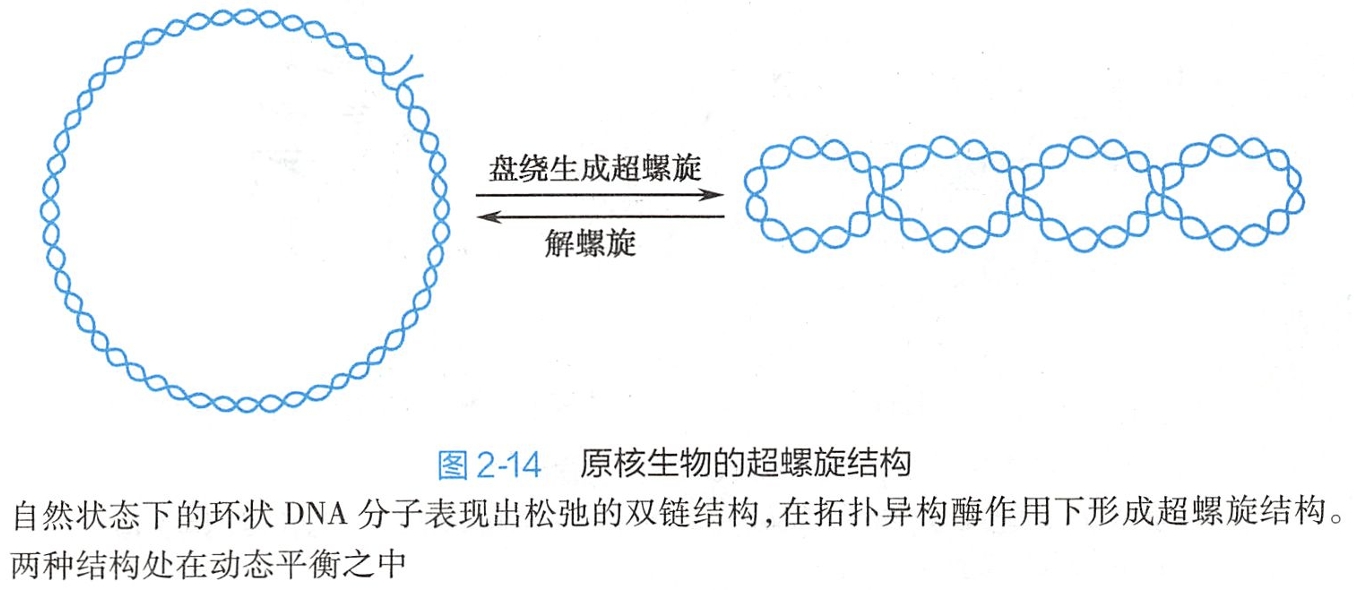 盘绕生成超螺旋
解螺旋
图 2-14 原核生物的超螺旋结构
自然状态下的环状 DNA 分子表现出松弛的双链结构,在拓扑异构酶作用下形成超螺旋结构。
两种结构处在动态平衡之中